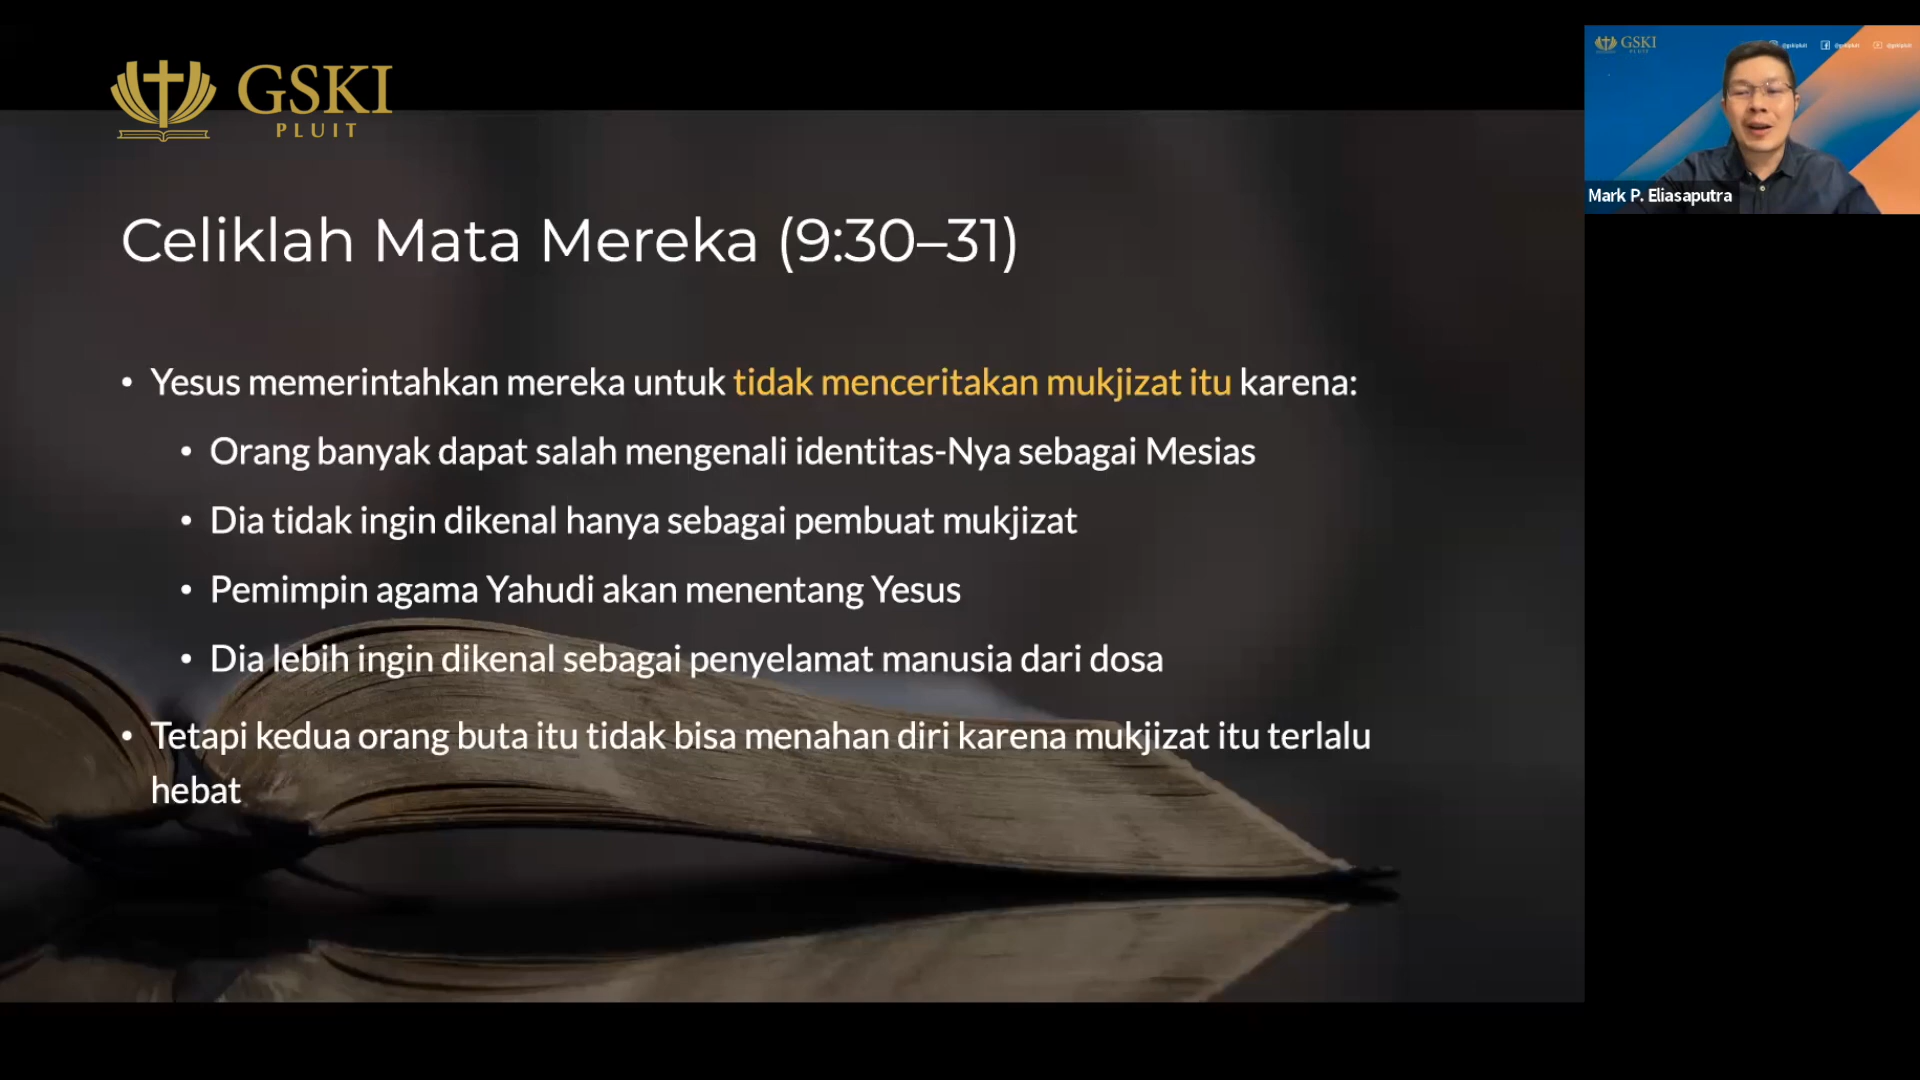 GSKI
PLUIT
Celiklah Mata Mereka (9:30–31)
• Yesus memerintahkan mereka untuk tidak menceritakan mukjizat itu karena:
• Orang banyak dapat salah mengenali identitas-Nya sebagai Mesias
• Dia tidak ingin dikenal hanya sebagai pembuat mukjizat
• Pemimpin agama Yahudi akan menentang Yesus
• Dia lebih ingin dikenal sebagai penyelamat manusia dari dosa
• Tetapi kedua orang buta itu tidak bisa menahan diri karena mukjizat itu terlalu
hebat
GSKI
PLUIT
Mark P. Eliasaputra